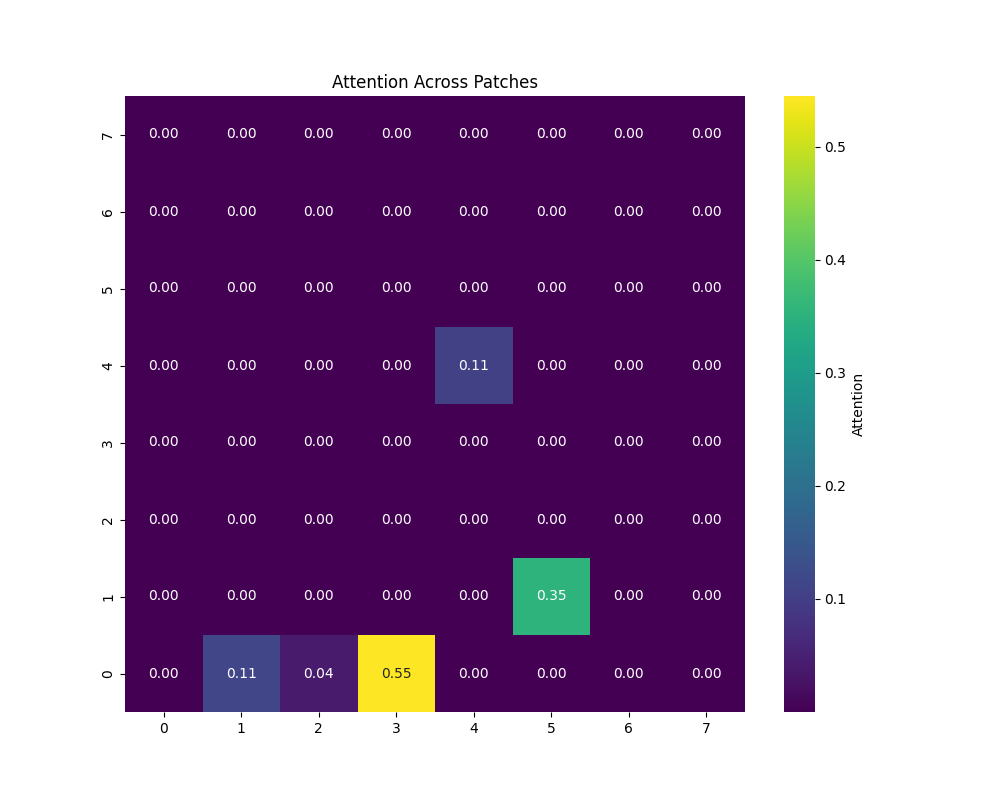 Attention Across Patches
7 0.00 0.00 0.00 0.00 0.00 0.00 0.00 0.00
6 0.00 0.00 0.00 0.00 0.00 0.00 0.00 0.00
5 0.00 0.00 0.00 0.00 0.00 0.00 0.00 0.00
4 0.00 0.00 0.00 0.00 0.11 0.00 0.00 0.00
3 0.00 0.00 0.00 0.00 0.00 0.00 0.00 0.00
2 0.00 0.00 0.00 0.00 0.00 0.00 0.00 0.00
1 0.00 0.00 0.00 0.00 0.00 0.35 0.00 0.00
0 0.00 0.11 0.04 0.55 0.00 0.00 0.00 0.00
0 1 2 3 4 5 6 7
0.5
0.4
0.3
0.2
0.1
Attention